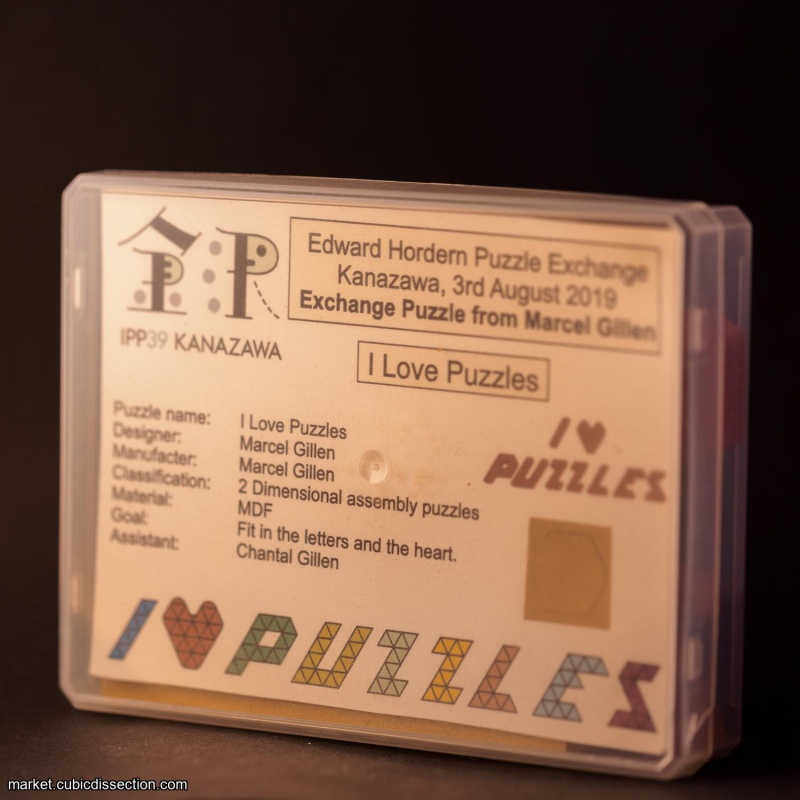 Edward Hordern Puzzle Exchange
Kanazawa, 3rd August 2019
Exchange Puzzle from Marcel Gillen
IPP39 KANAZAWA
I Love Puzzles
Puzzle name: I Love Puzzles
Designer: Marcel Gillen
Manufacter: Marcel Gillen
Classification: 2 Dimensional assembly puzzles
Material: MDF
Goal: Fit in the letters and the heart.
Assistant: Chantal Gillen
I ♥
PUZZLES
I ♥ PUZZLES
market.cubicdissection.com